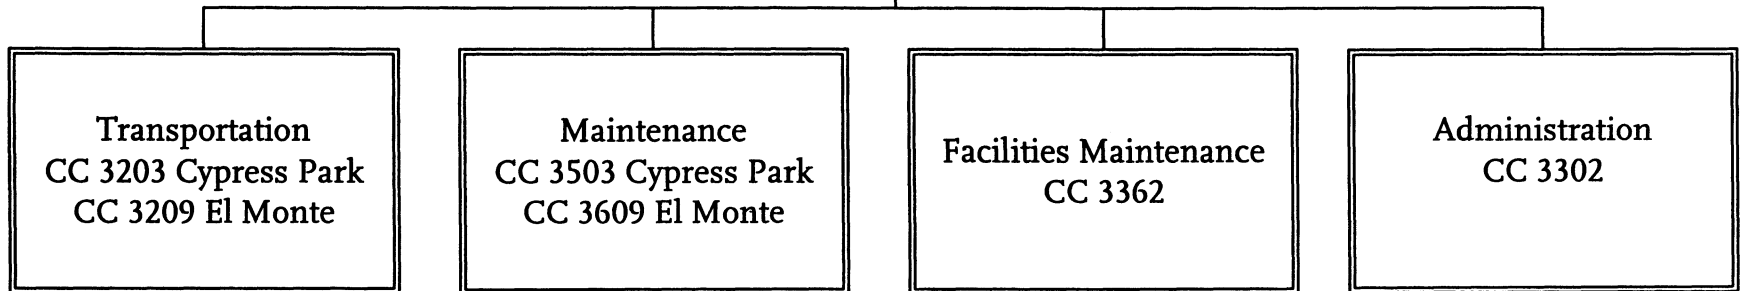 Transportation
CC 3203 Cypress Park
CC 3209 El Monte
Maintenance
CC 3503 Cypress Park
CC 3609 El Monte
Facilities Maintenance
CC 3362
Administration
CC 3302